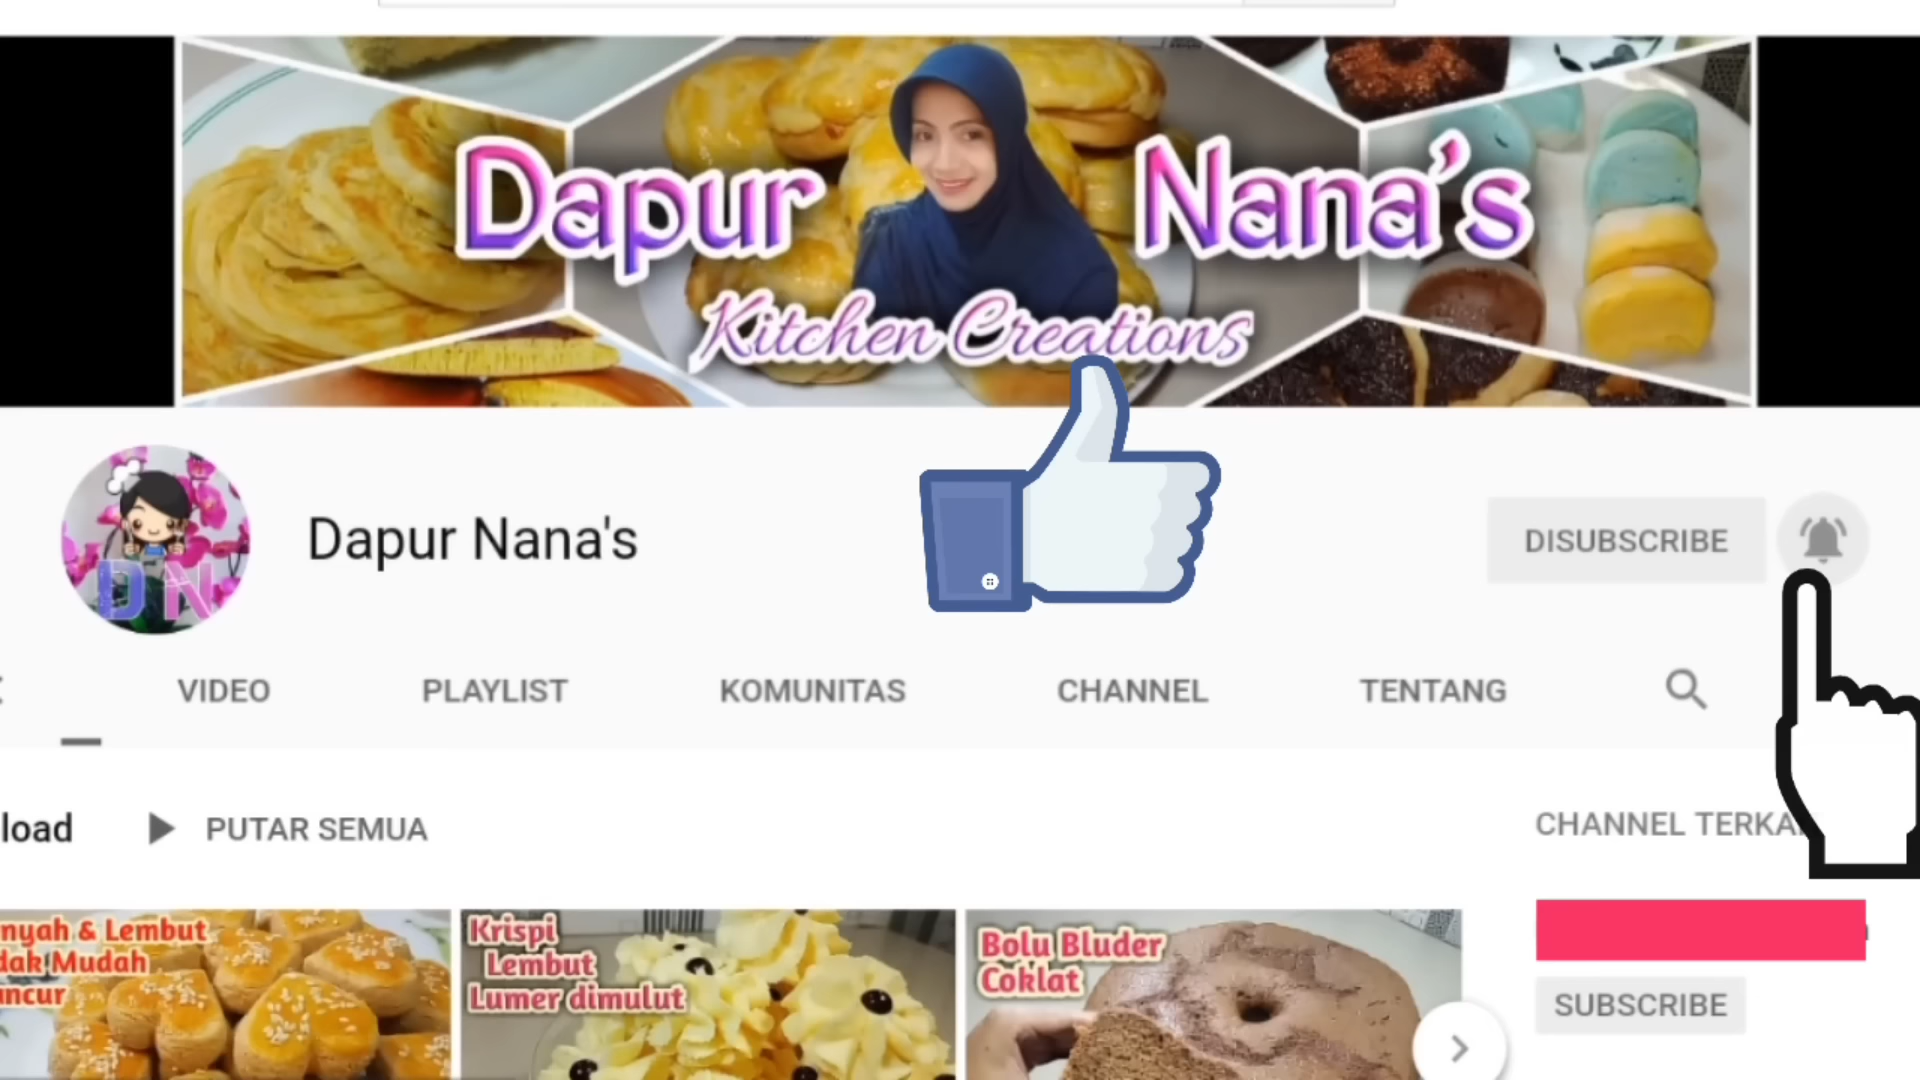 Dapur Nana's
Kitchen Creations
DN
Dapur Nana's
DISUBSCRIBE
VIDEO PLAYLIST KOMUNITAS CHANNEL TENTANG
load PUTAR SEMUA
CHANNEL
nyah & Lembut
dak Mudah
ncur
Krispi
Lembut
Lumer dimulut
Bolu Bluder
Coklat
SUBSCRIBE